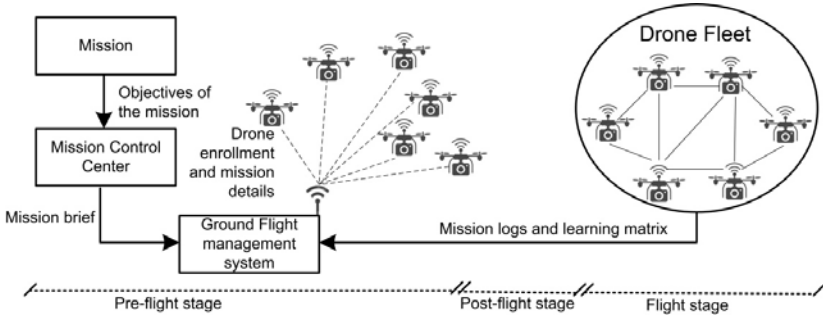 Mission
Objectives of
the mission
Mission Control
Center
Mission brief
Drone
enrollment
and mission
details
Ground Flight
management
system
Drone Fleet
Mission logs and learning matrix
Pre-flight stage
Post-flight stage
Flight stage